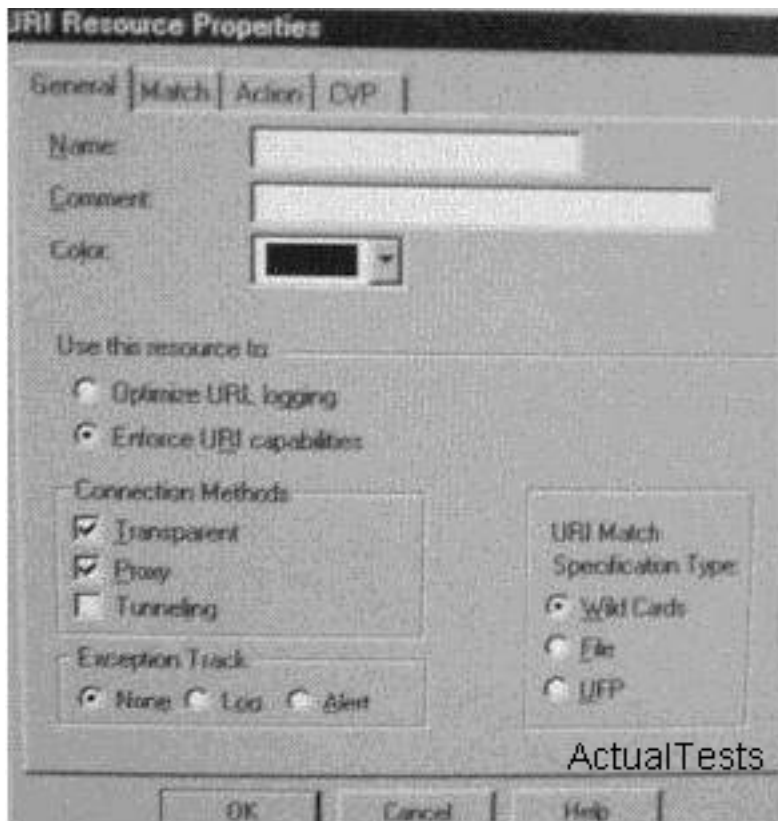 URI Resource Properties
General Match Action CVP
Name:
Comment:
Color:
Use this resource to:
Optimize URL logging
Enforce URI capabilities
Connection Methods
Transparent
Proxy
Tunneling
URI Match
Specification Type:
Wild Cards
File
UFP
Exception Track
None Log Alert
ActualTests
OK Cancel Help